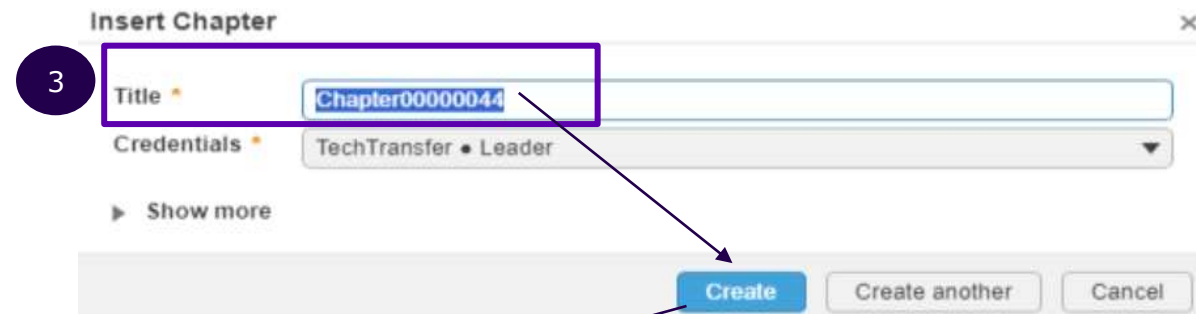 Insert Chapter
3
Title *
Chapter00000044
Credentials *
TechTransfer • Leader
Show more
Create
Create another
Cancel